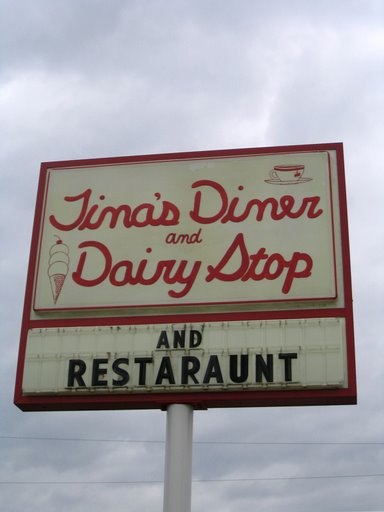 Tina's Diner
and
Dairy Stop
AND
RESTARAUNT